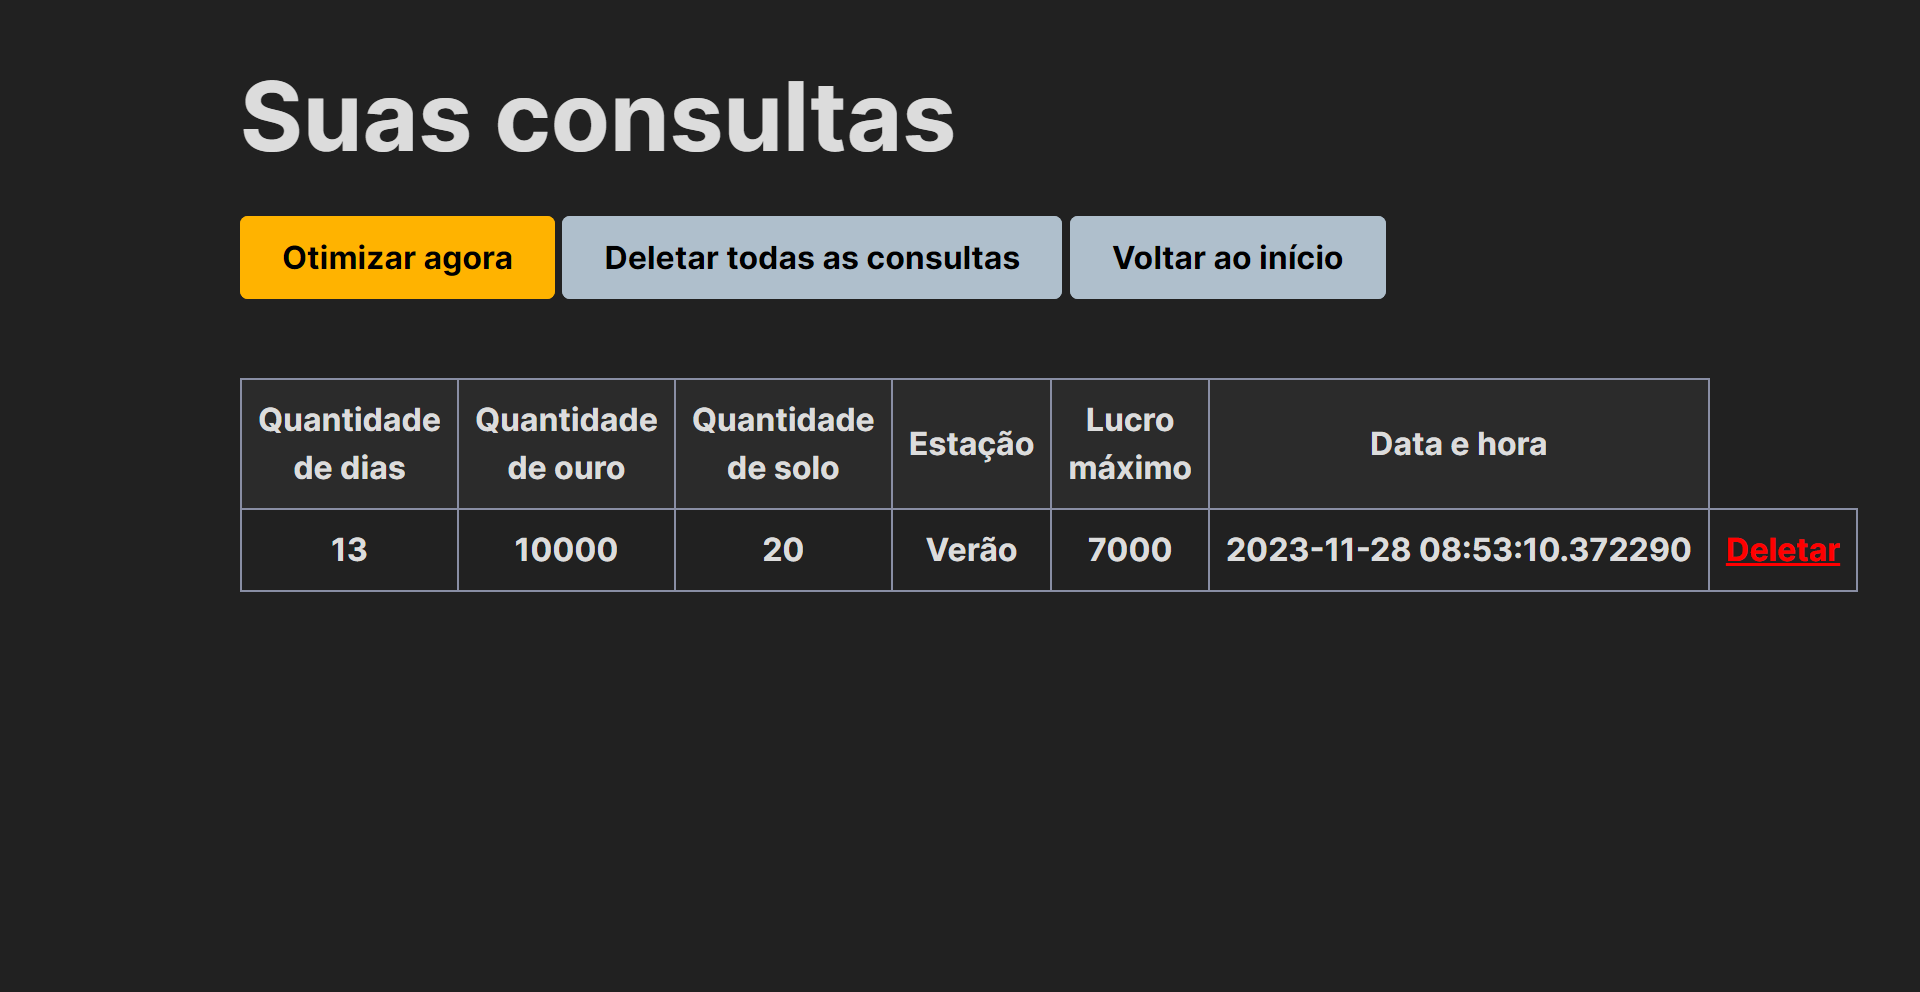 Suas consultas
Otimizar agora Deletar todas as consultas Voltar ao início
Quantidade de dias Quantidade de ouro Quantidade de solo Estação Lucro máximo Data e hora
13 10000 20 Verão 7000 2023-11-28 08:53:10.372290 Deletar